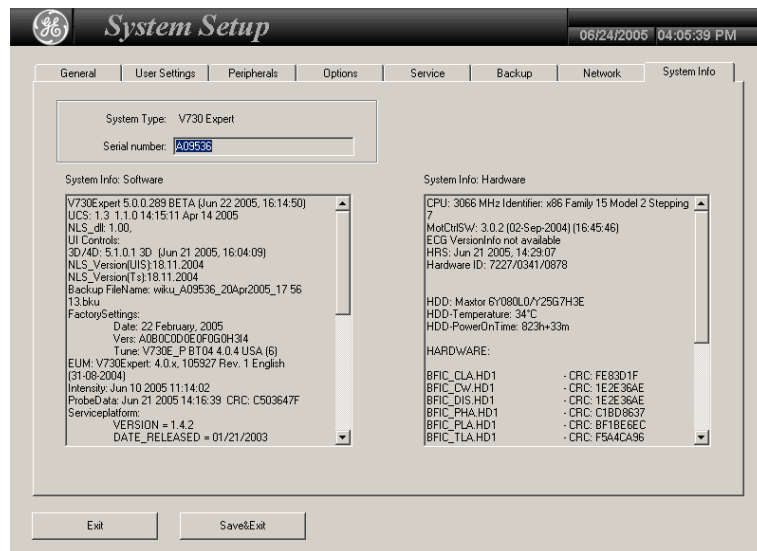 System Setup
06/24/2005 04:05:39 PM
General User Settings Peripherals Options Service Backup Network System Info
System Type: V730 Expert
Serial number: A09536
System Info: Software
V730Expert 5.0.0.289 BETA (Jun 22 2005, 16:14:50)
UCS: 1.3 1.1.0 14:15:11 Apr 14 2005
NLS_dll: 1.00,
UI Controls:
3D/4D: 5.1.0.1 3D (Jun 21 2005, 16:04:09)
NLS_Version(UIS):18.11.2004
NLS_Version(Ts):18.11.2004
Backup FileName: wiku_A09536_20Apr2005_17 56
13.bku
FactorySettings:
Date: 22 February, 2005
Vers: A0B0C0D0E0F0G0H3I4
Tune: V730E_P BT04 4.0.4 USA (6)
EUM: V730Expert: 4.0.x, 105927 Rev. 1 English
(31-08-2004)
Intensity: Jun 10 2005 11:14:02
ProbeData: Jun 21 2005 14:16:39 CRC: C503647F
Serviceplatform:
VERSION = 1.4.2
DATE_RELEASED = 01/21/2003
System Info: Hardware
CPU: 3066 MHz Identifier: x86 Family 15 Model 2 Stepping
7
MotCtrlSW: 3.0.2 (02-Sep-2004) (16:45:46)
ECG VersionInfo not available
HRS: Jun 21 2005, 14:29:07
Hardware ID: 7227/0341/0878
HDD: Maxtor 6Y080L0/Y25G7H3E
HDD-Temperature: 34°C
HDD-PowerOnTime: 823h+33m
HARDWARE:
BFIC_CLA.HD1 - CRC: FE83D1F
BFIC_CW.HD1 - CRC: 1E2E36AE
BFIC_DIS.HD1 - CRC: 1E2E36AE
BFIC_PHA.HD1 - CRC: C1BD8637
BFIC_PLA.HD1 - CRC: BF1BE6EC
BFIC_TLA.HD1 - CRC: F5A4CA96
Exit Save&Exit